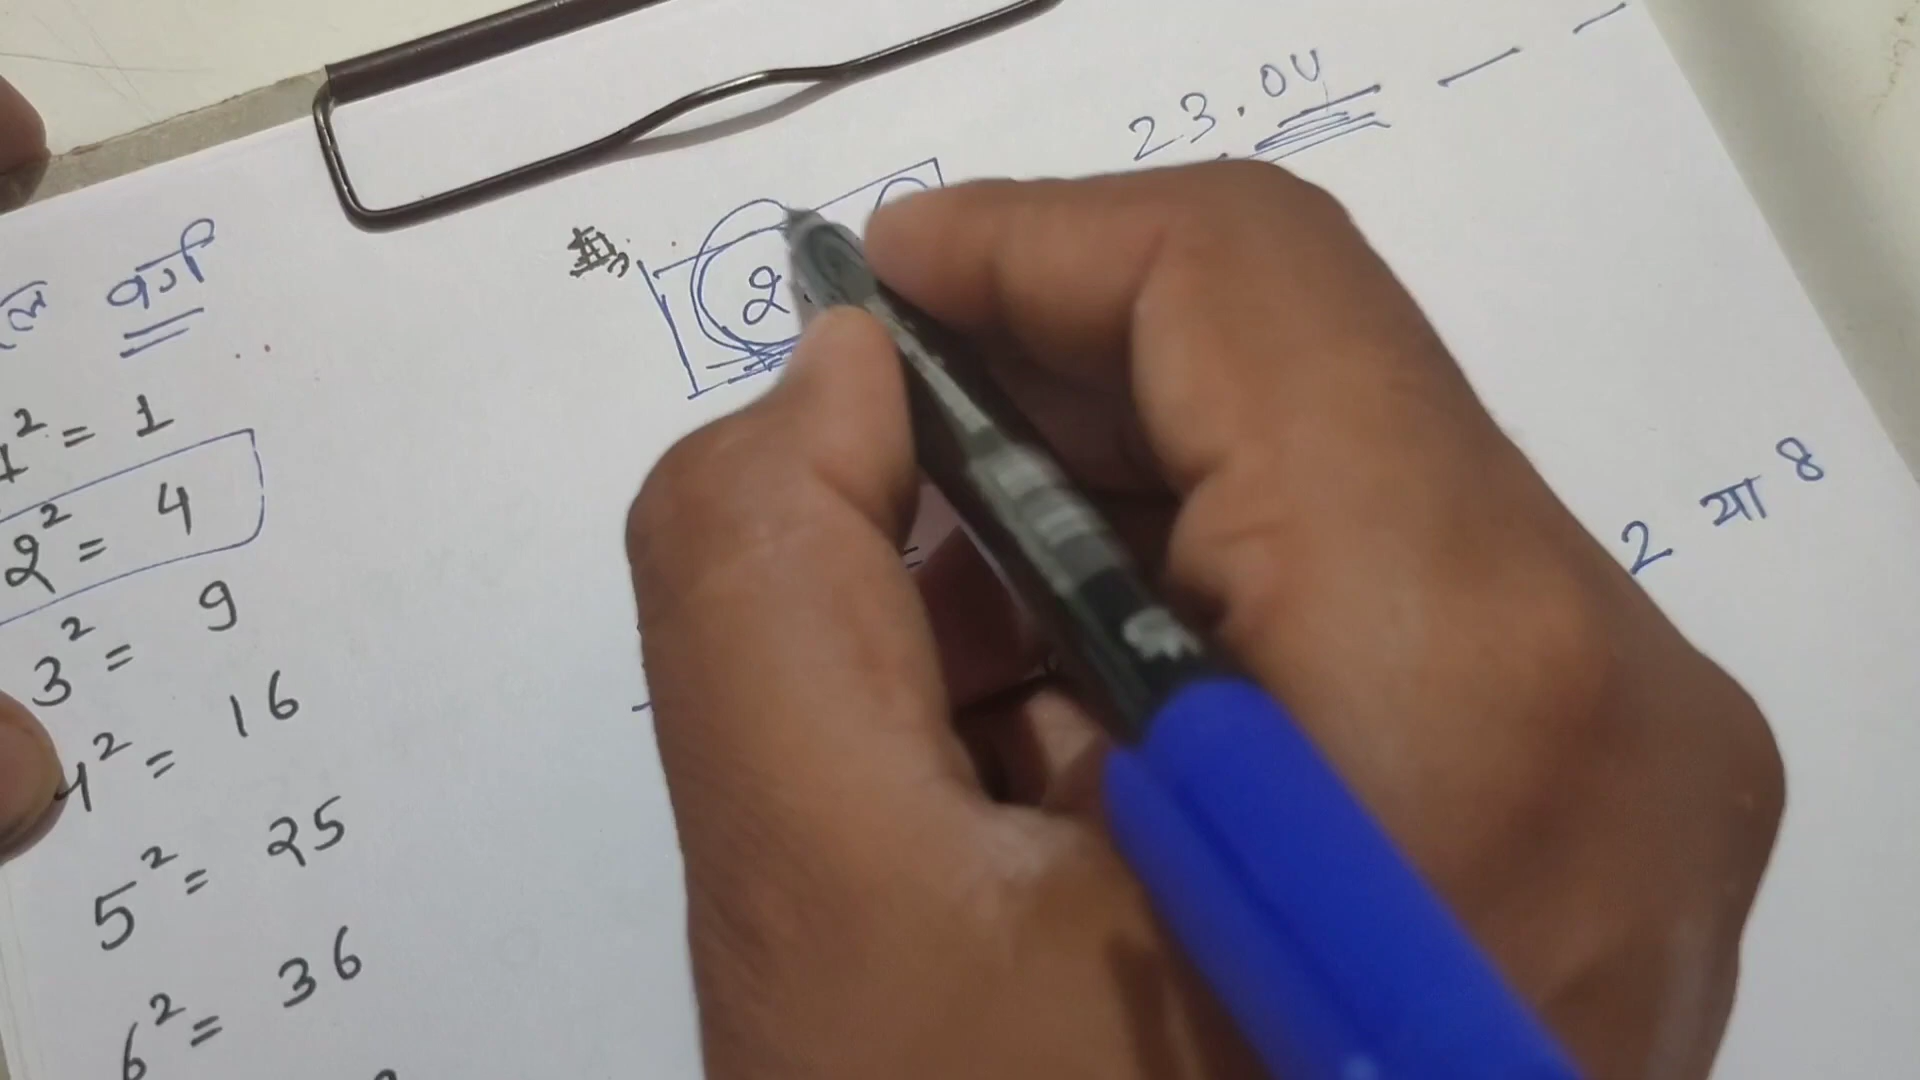 23.04
वर्ग
2
1² = 1
2² = 4
3² = 9
4² = 16
5² = 25
6² = 36
2 या 8